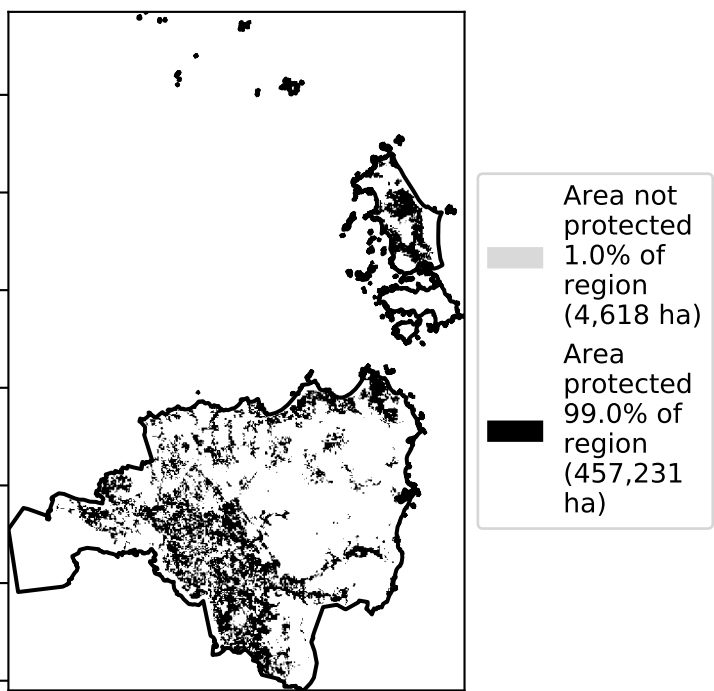 Area not
protected
1.0% of
region
(4,618 ha)
Area
protected
99.0% of
region
(457,231
ha)